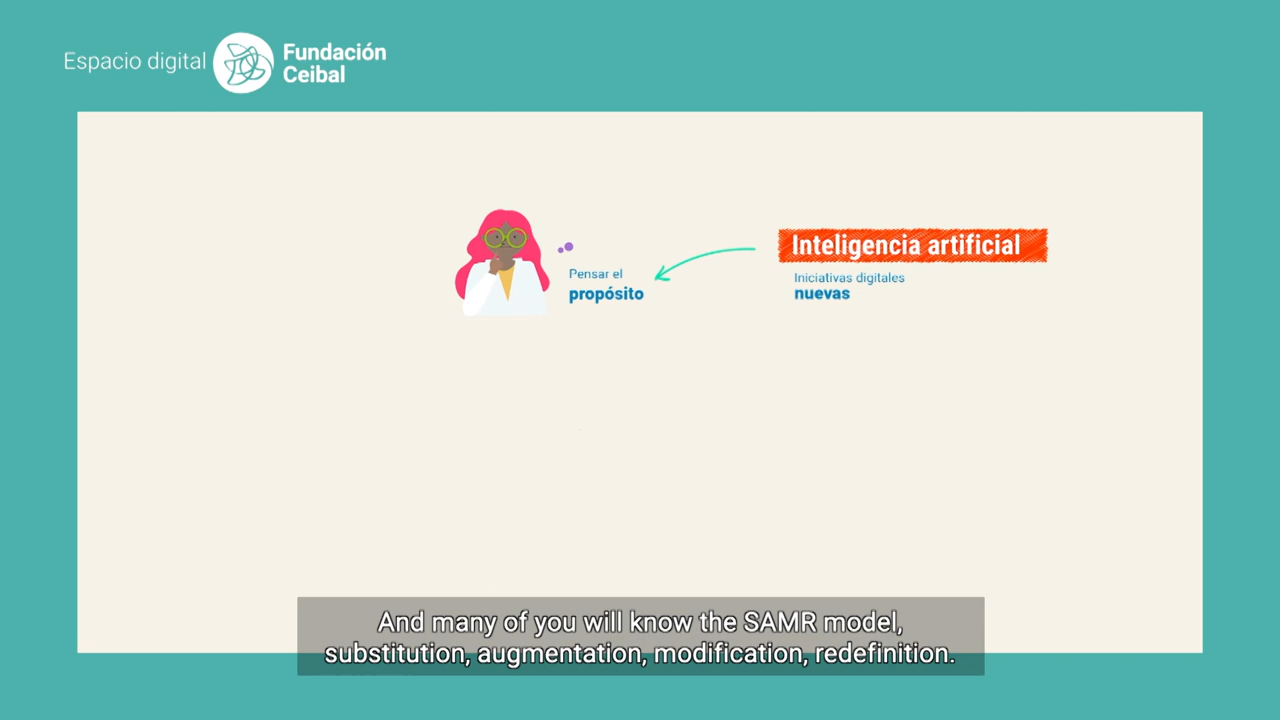 Espacio digital
Fundación
Ceibal
Inteligencia artificial
Iniciativas digitales
nuevas
Pensar el
propósito
And many of you will know the SAMR model,
substitution, augmentation, modification, redefinition.